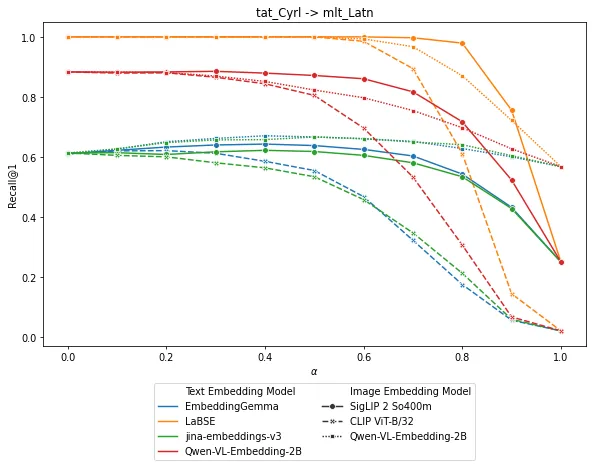 tat_Cyrl -> mlt_Latn
1.0
0.8
0.6
0.4
0.2
0.0
Recall@1
0.0 0.2 0.4 0.6 0.8 1.0
α
Text Embedding Model
EmbeddingGemma
LaBSE
jina-embeddings-v3
Qwen-VL-Embedding-2B
Image Embedding Model
SigLIP 2 So400m
CLIP ViT-B/32
Qwen-VL-Embedding-2B